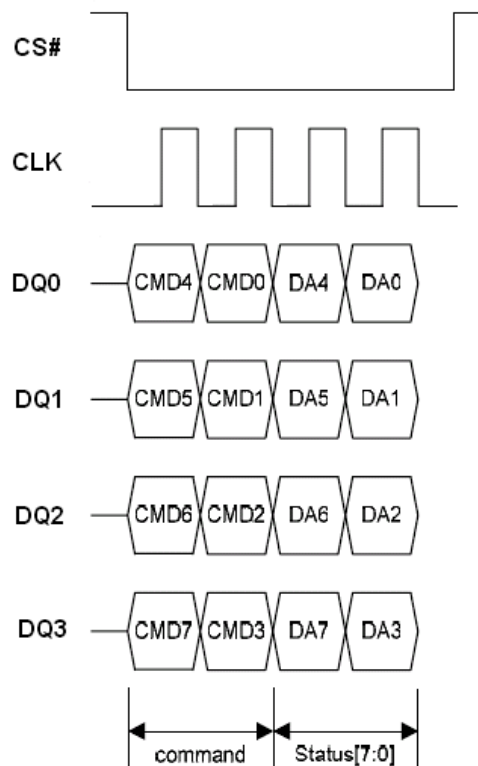 CS#
CLK
DQ0 CMD4 CMD0 DA4 DA0
DQ1 CMD5 CMD1 DA5 DA1
DQ2 CMD6 CMD2 DA6 DA2
DQ3 CMD7 CMD3 DA7 DA3
command Status[7:0]